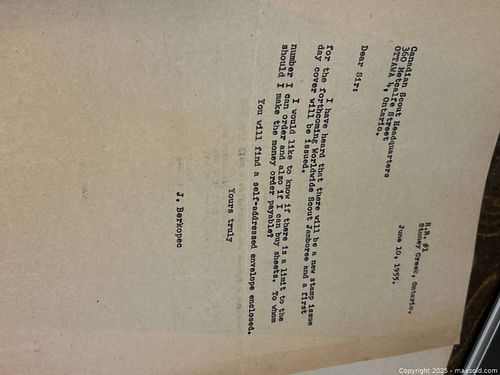 R.R. #1
Stoney Creek, Ontario.
June 10, 1955.
Canadian Scout Headquarters
360 Metcalfe Street
OTTAWA 4, Ontario.
Dear Sir:
I have heard that there will be a new stamp issue
for the forthcoming Worldwide Scout Jamboree and a first
day cover will be issued.
I would like to know if there is a limit to the
number I can order and also if I can buy sheets. To whom
should I make the money order payable?
You will find a self-addressed envelope enclosed.
Yours truly
J. Berkopec
Copyright 2025 - maxsold.com